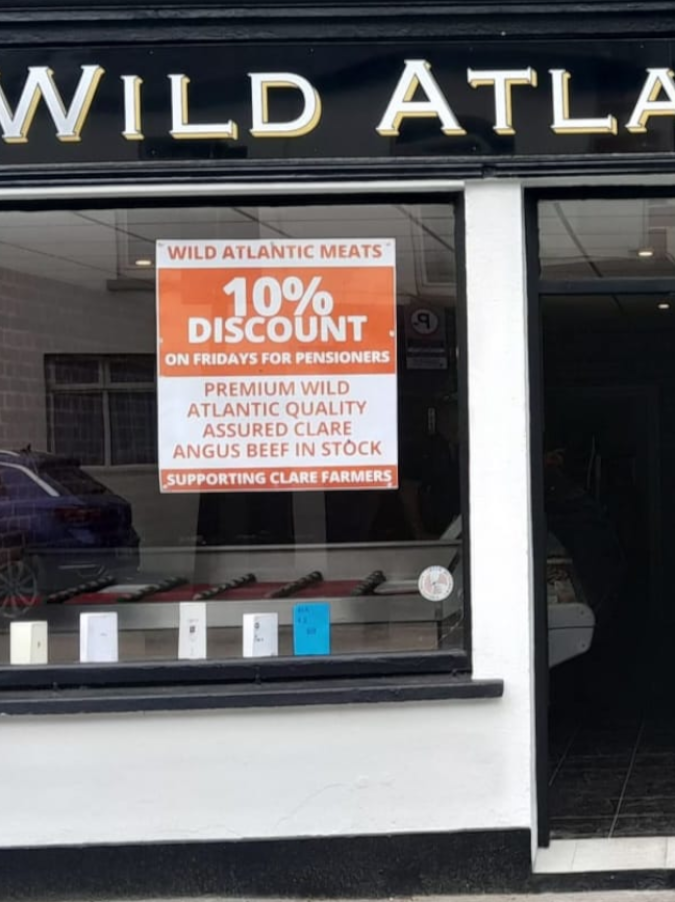 WILD ATLA
WILD ATLANTIC MEATS
10%
DISCOUNT
ON FRIDAYS FOR PENSIONERS
PREMIUM WILD
ATLANTIC QUALITY
ASSURED CLARE
ANGUS BEEF IN STOCK
SUPPORTING CLARE FARMERS